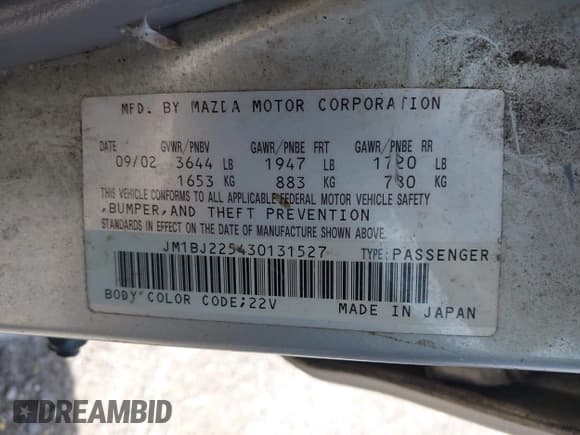 MFD. BY MAZDA MOTOR CORPORATION
DATE GVWR/PNBV GAWR/PNBE FRT GAWR/PNBE RR
09/02 3644 LB 1947 LB 1720 LB
1653 KG 883 KG 780 KG
THIS VEHICLE CONFORMS TO ALL APPLICABLE FEDERAL MOTOR VEHICLE SAFETY
,BUMPER,AND THEFT PREVENTION
STANDARDS IN EFFECT ON THE DATE OF MANUFACTURE SHOWN ABOVE.
JM1BJ225430131527 TYPE:PASSENGER
BODY COLOR CODE;22V MADE IN JAPAN
DREAMBID